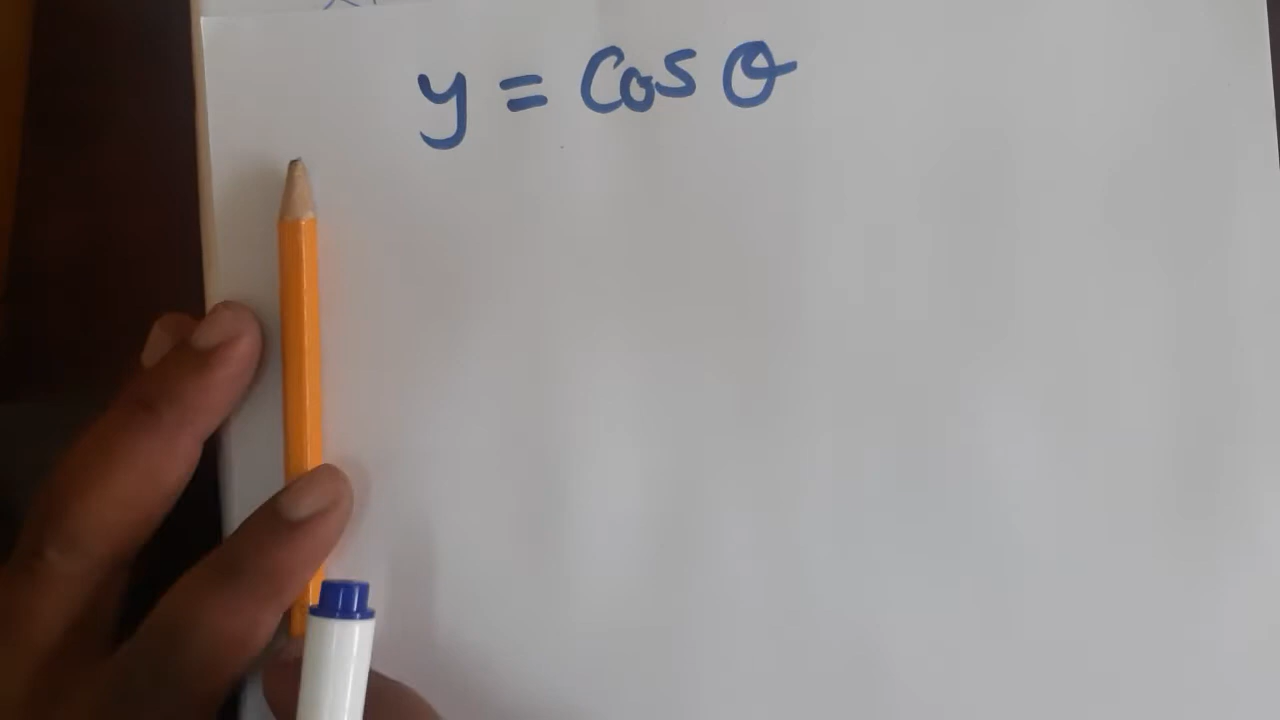 y = cos θ